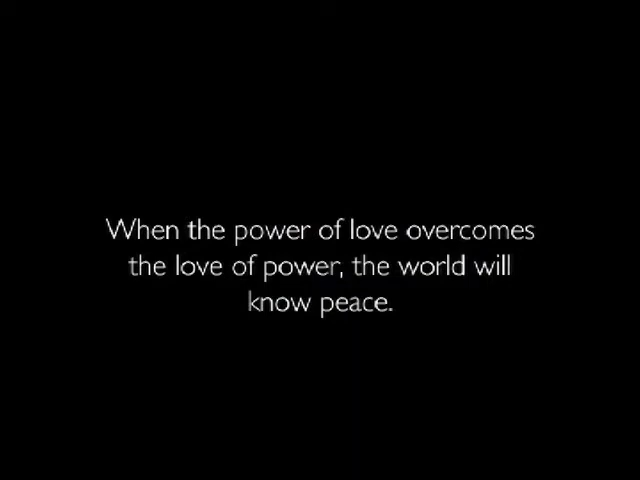 When the power of love overcomes
the love of power, the world will
know peace.